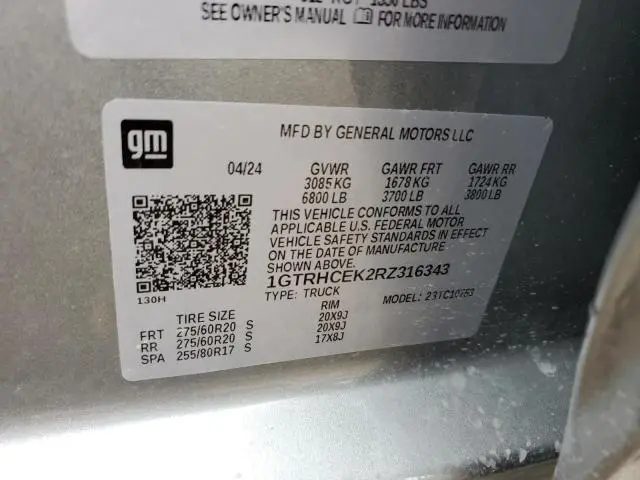 SEE OWNER'S MANUAL FOR MORE INFORMATION
gm
MFD BY GENERAL MOTORS LLC
04/24 GVWR GAWR FRT GAWR RR
3085 KG 1678 KG 1724 KG
6800 LB 3700 LB 3800 LB
THIS VEHICLE CONFORMS TO ALL
APPLICABLE U.S. FEDERAL MOTOR
VEHICLE SAFETY STANDARDS IN EFFECT
ON THE DATE OF MANUFACTURE
SHOWN ABOVE.
1GTRHCEK2RZ316343
130H
TYPE: TRUCK MODEL:
TIRE SIZE RIM
FRT 275/60R20 S 20X9J
RR 275/60R20 S 20X9J
SPA 255/80R17 S 17X8J